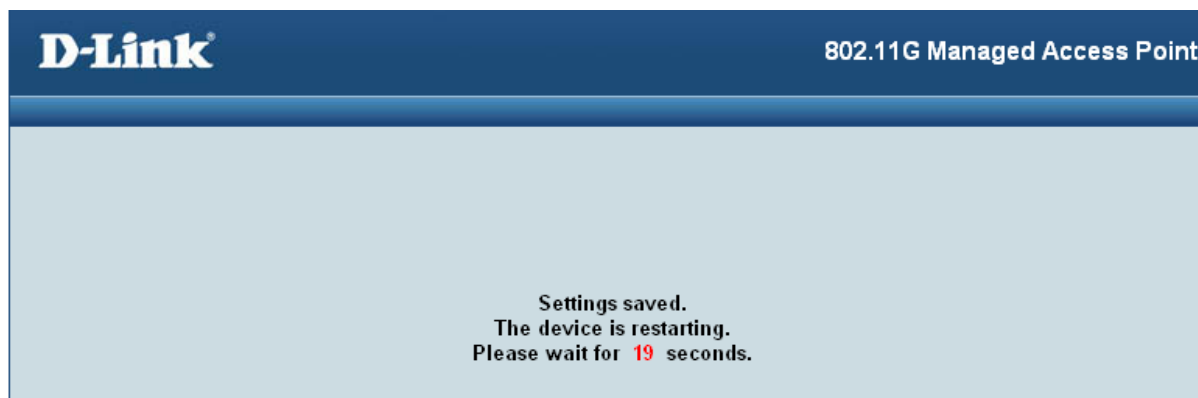 D-Link®
802.11G Managed Access Point
Settings saved.
The device is restarting.
Please wait for 19 seconds.